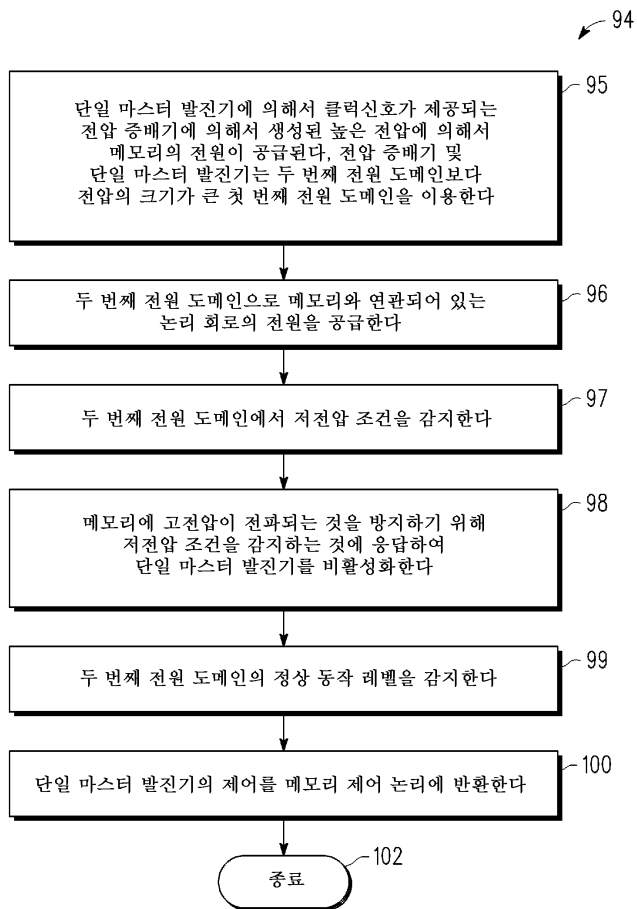 94
95
단일 마스터 발진기에 의해서 클럭신호가 제공되는
전압 증배기에 의해서 생성된 높은 전압에 의해서
메모리의 전원이 공급된다, 전압 증배기 및
단일 마스터 발진기는 두 번째 전원 도메인보다
전압의 크기가 큰 첫 번째 전원 도메인을 이용한다
96
두 번째 전원 도메인으로 메모리와 연관되어 있는
논리 회로의 전원을 공급한다
97
두 번째 전원 도메인에서 저전압 조건을 감지한다
98
메모리에 고전압이 전파되는 것을 방지하기 위해
저전압 조건을 감지하는 것에 응답하여
단일 마스터 발진기를 비활성화한다
99
두 번째 전원 도메인의 정상 동작 레벨을 감지한다
100
단일 마스터 발진기의 제어를 메모리 제어 논리에 반환한다
102
종료